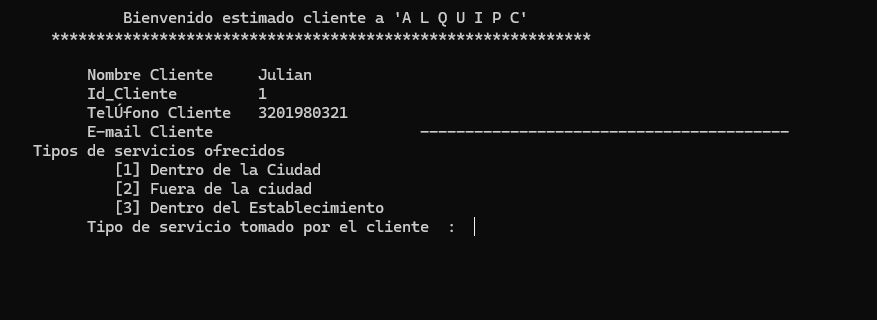 Bienvenido estimado cliente a 'A L Q U I P C'
************************************************************
Nombre Cliente     Julian
Id_Cliente         1
TelÚfono Cliente   3201980321
E-mail Cliente                       -----------------------------------------
Tipos de servicios ofrecidos
[1] Dentro de la Ciudad
[2] Fuera de la ciudad
[3] Dentro del Establecimiento
Tipo de servicio tomado por el cliente  :